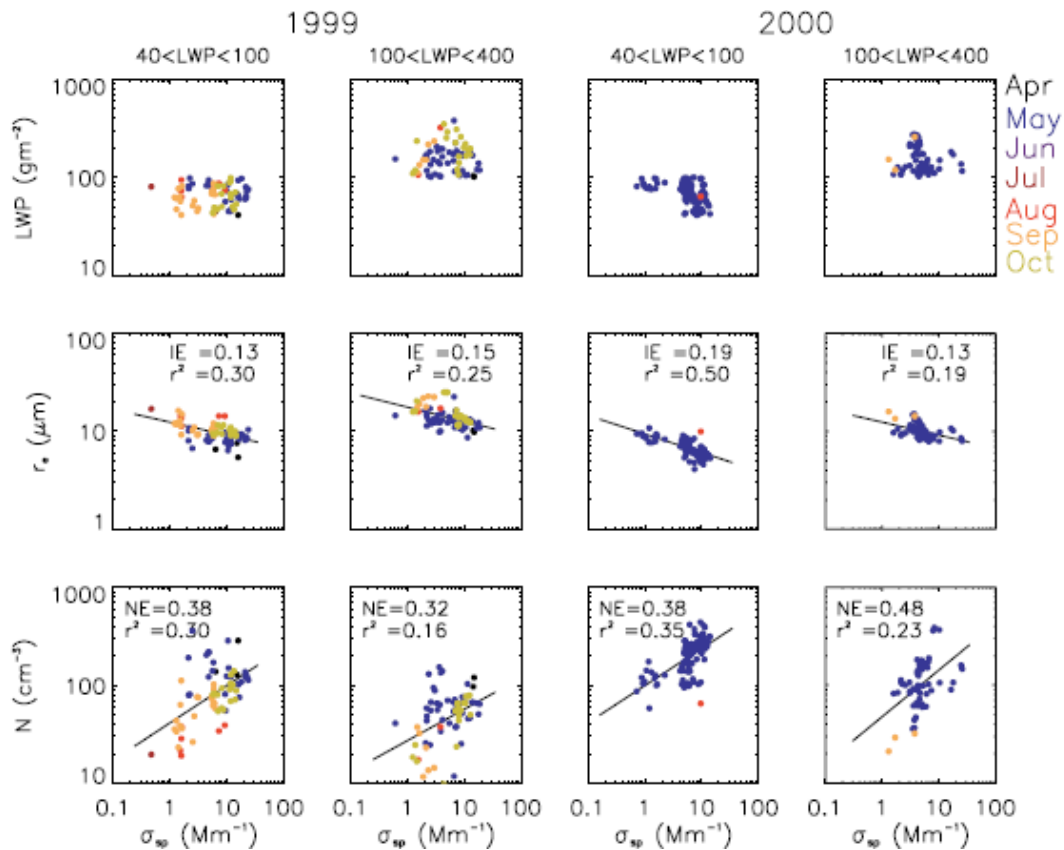 1999 2000
40<LWP<100 100<LWP<400 40<LWP<100 100<LWP<400
Apr
May
Jun
Jul
Aug
Sep
Oct
LWP (gm⁻²)
1000
100
10
rₑ (μm)
100
10
1
IE =0.13
r² =0.30
IE =0.15
r² =0.25
IE =0.19
r² =0.50
IE =0.13
r² =0.19
N (cm⁻³)
1000
100
10
NE=0.38
r² =0.30
NE=0.32
r² =0.16
NE=0.38
r² =0.35
NE=0.48
r² =0.23
0.1 1 10 100 0.1 1 10 100 0.1 1 10 100 0.1 1 10 100
σsp (Mm⁻¹) σsp (Mm⁻¹) σsp (Mm⁻¹) σsp (Mm⁻¹)